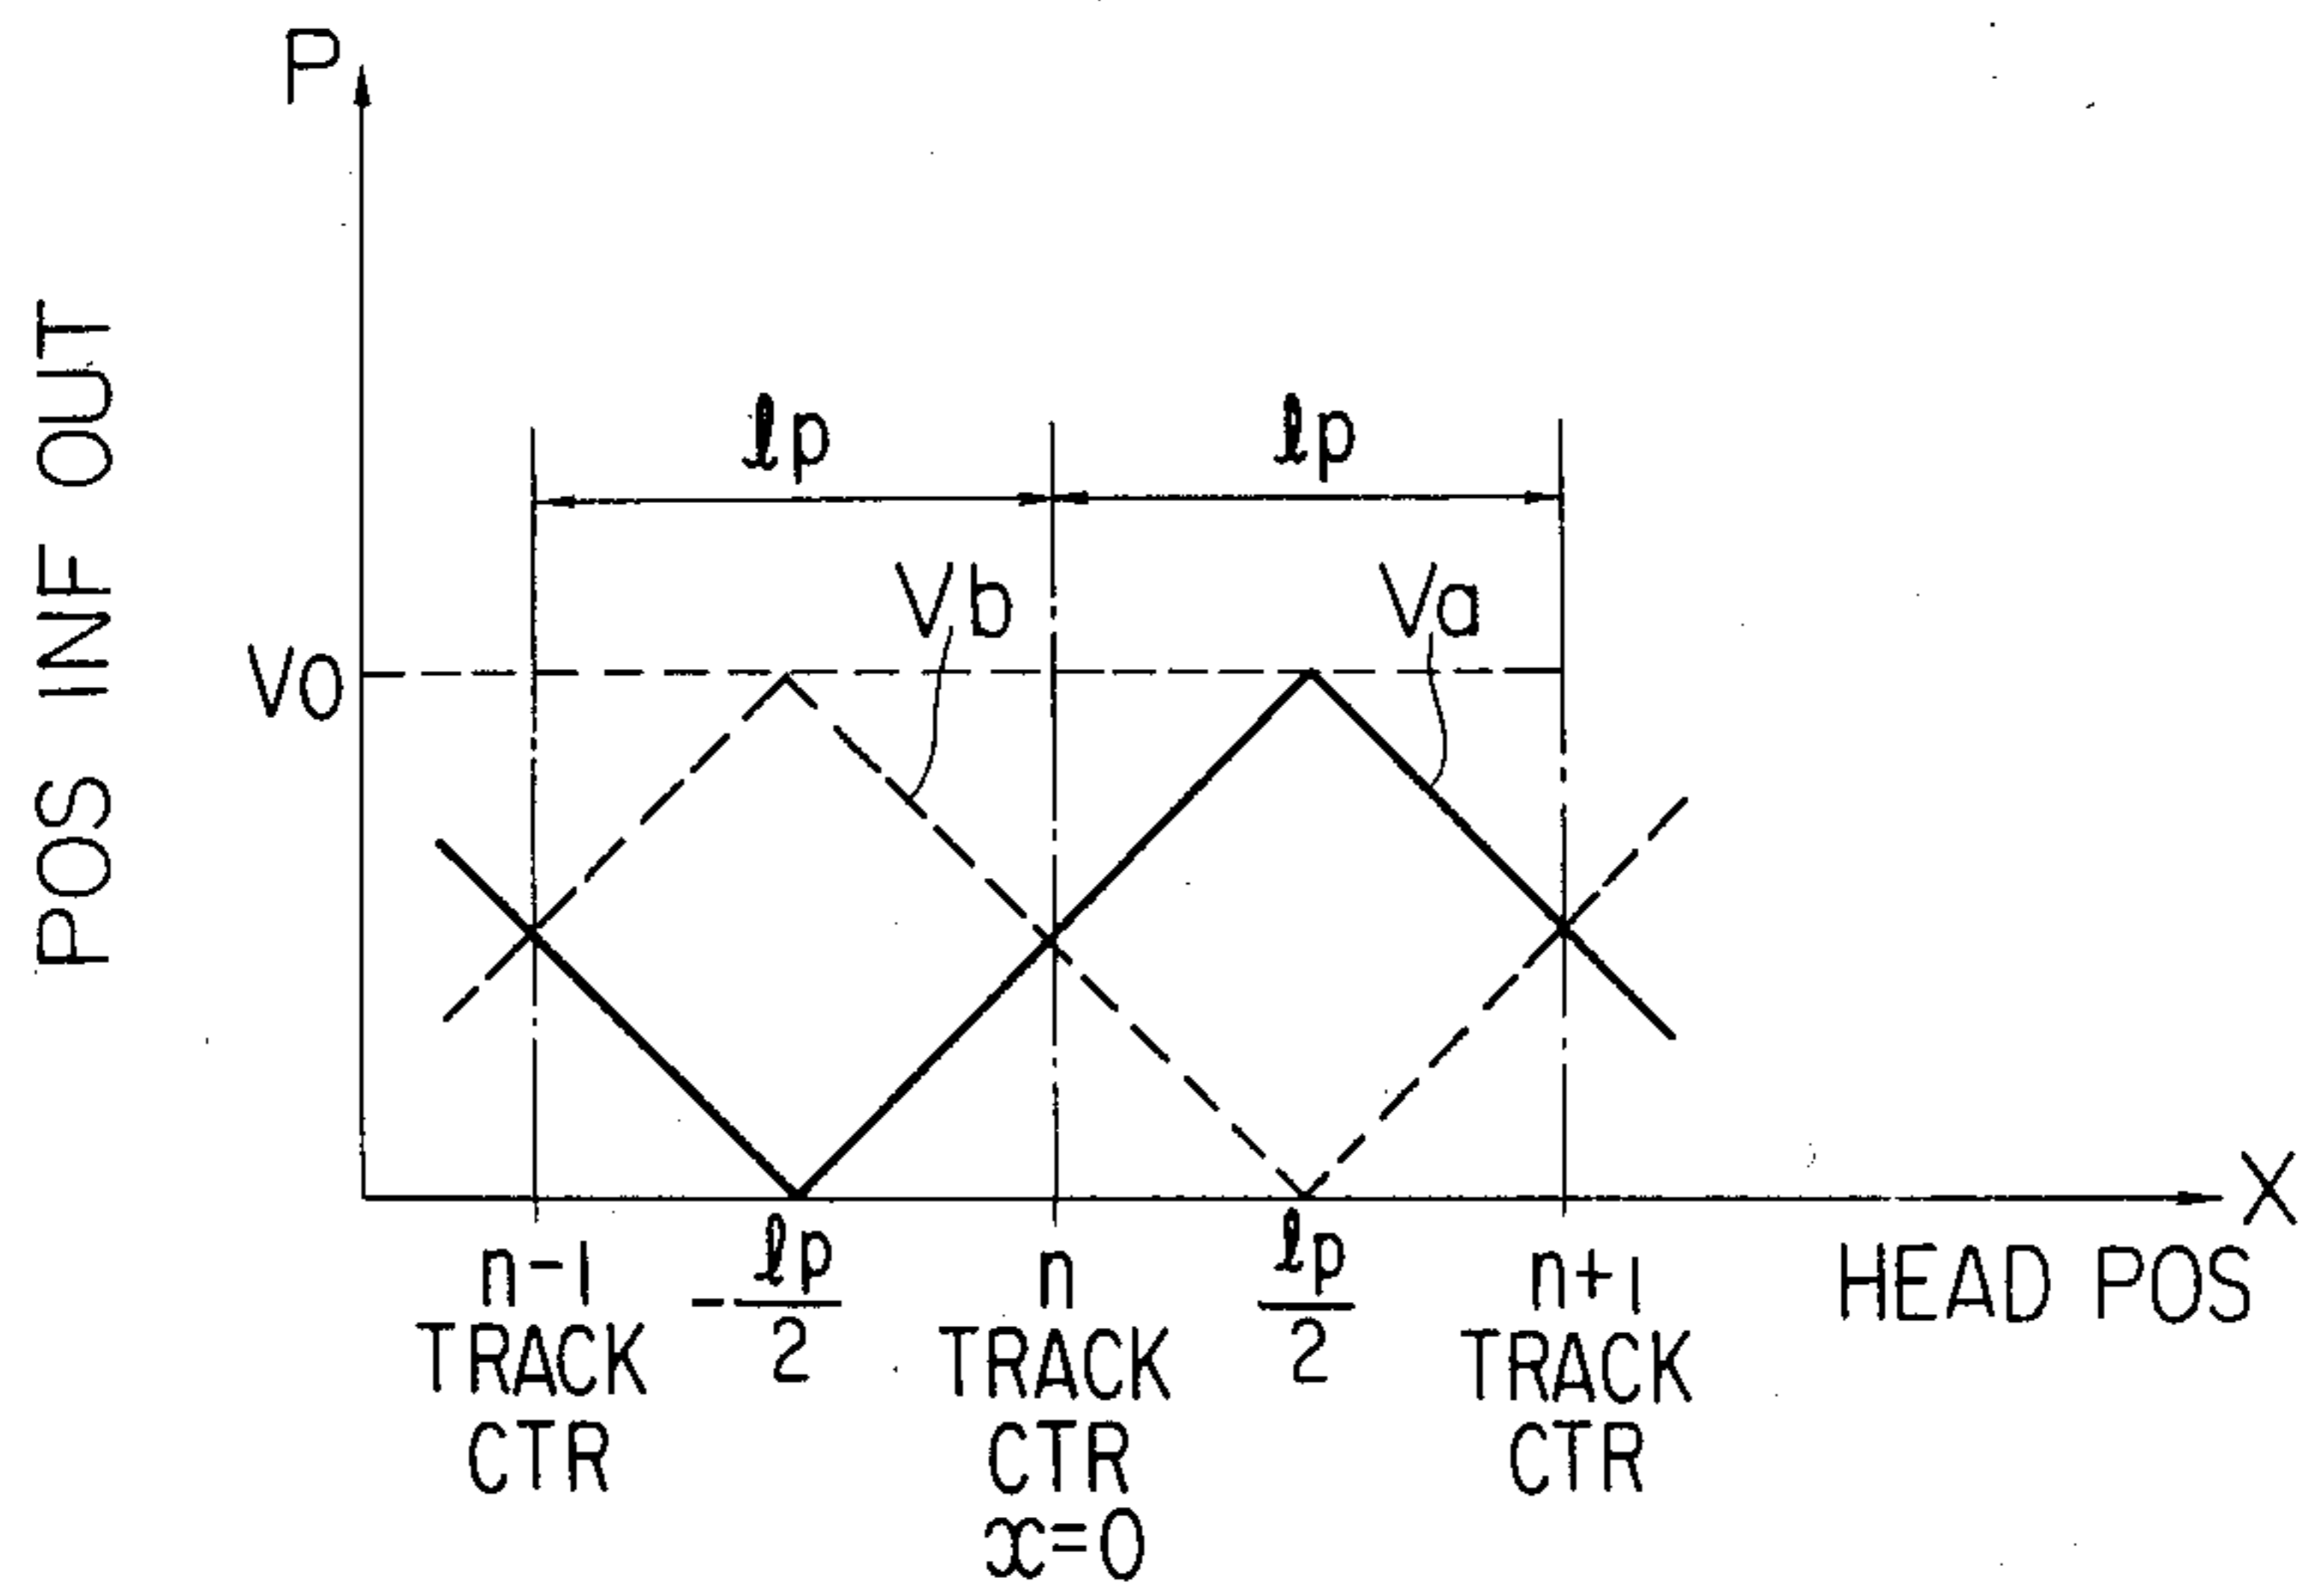 P
POS INF OUT
lp
lp
Vb
Va
V0
X
HEAD POS
n-1
TRACK
CTR
-lp/2
n
TRACK
CTR
x=0
lp/2
n+1
TRACK
CTR